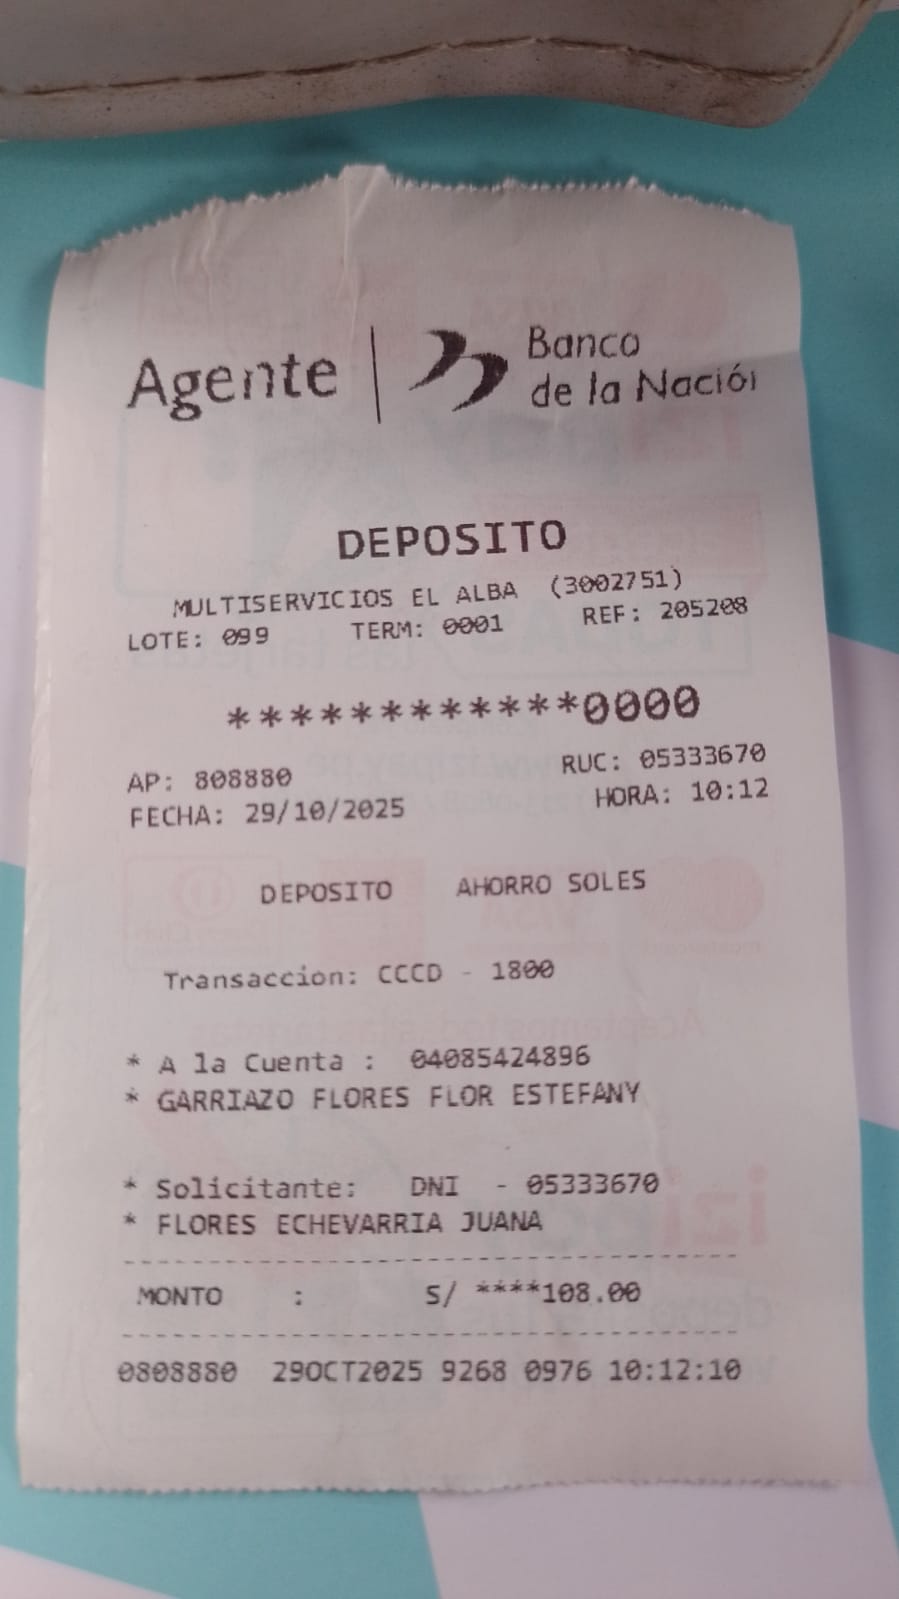 Agente | Banco
de la Nación
DEPOSITO
MULTISERVICIOS EL ALBA (3002751)
LOTE: 099 TERM: 0001 REF: 205208
************0000
AP: 808880 RUC: 05333670
FECHA: 29/10/2025 HORA: 10:12
DEPOSITO AHORRO SOLES
Transaccion: CCCD - 1800
* A la Cuenta : 04085424896
* GARRIAZO FLORES FLOR ESTEFANY
* Solicitante: DNI - 05333670
* FLORES ECHEVARRIA JUANA
MONTO : S/ ****108.00
0808880 29OCT2025 9268 0976 10:12:10